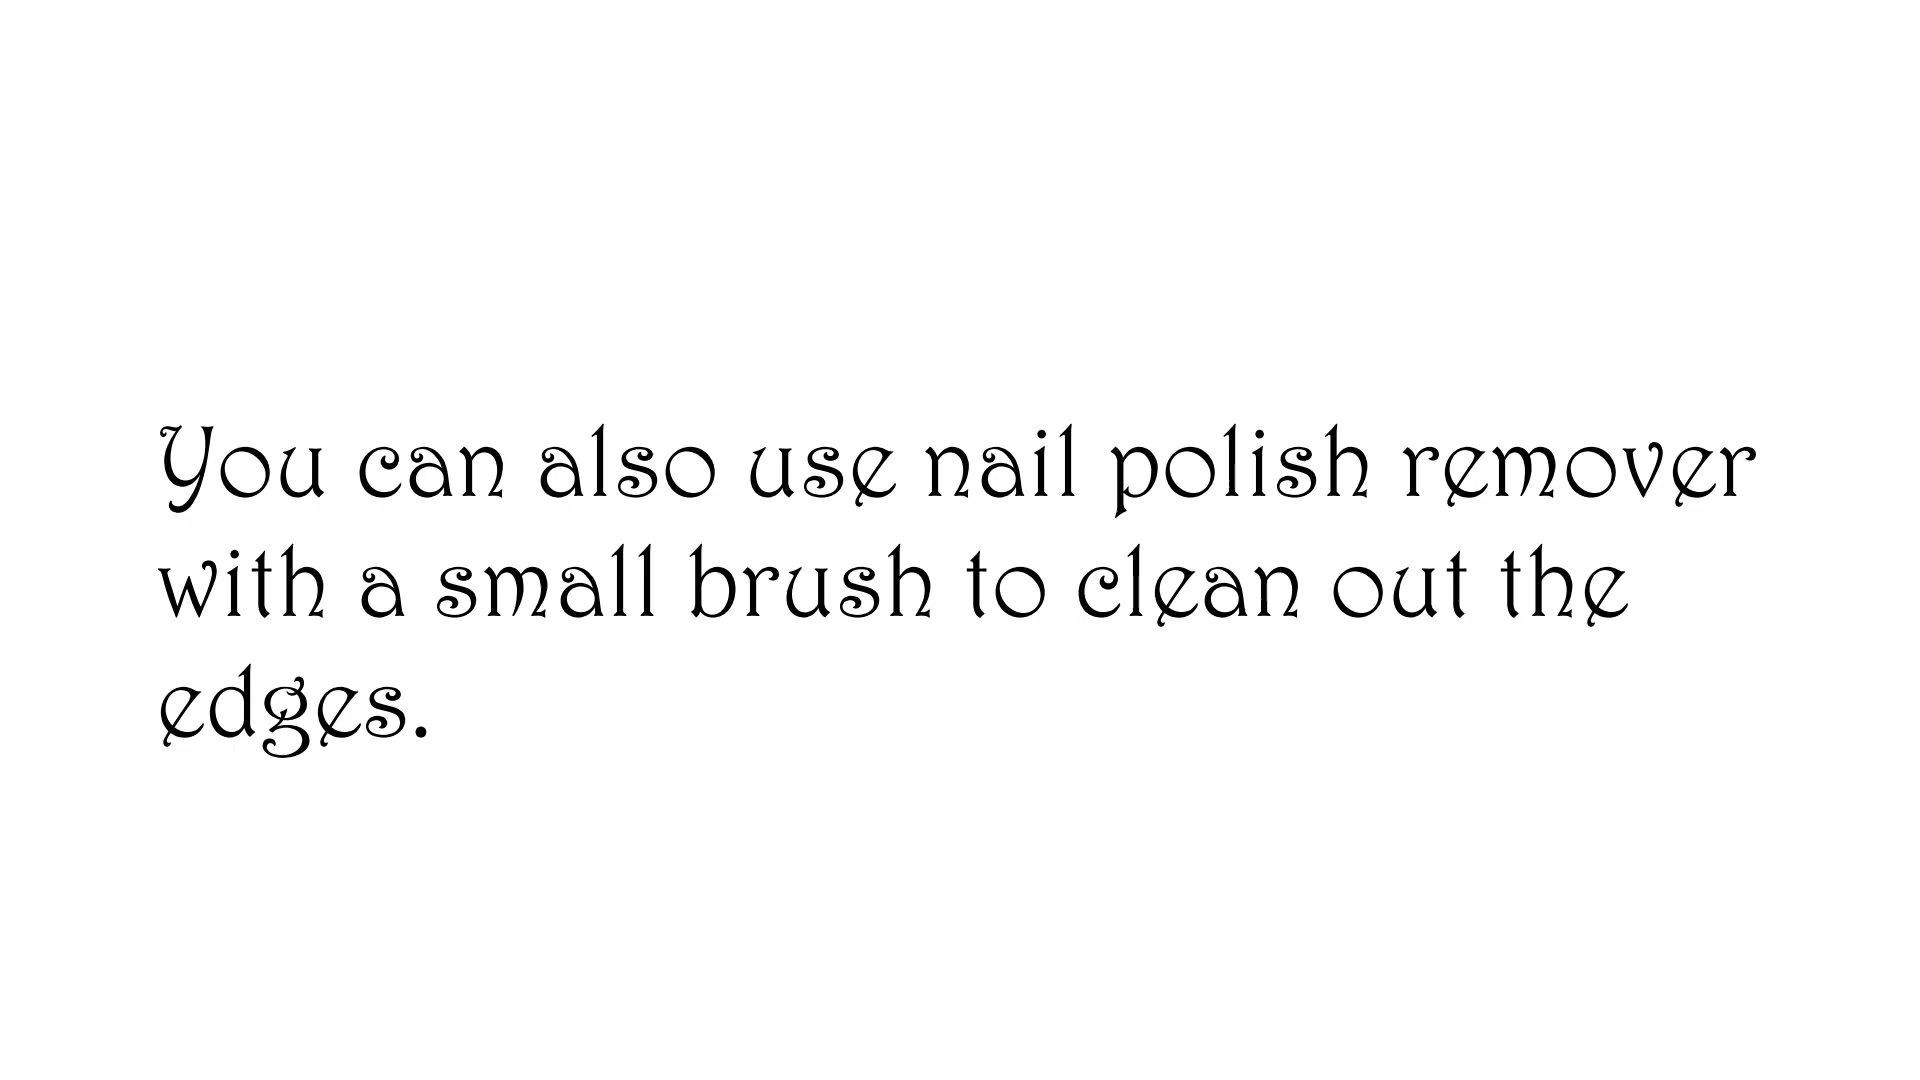 You can also use nail polish remover
with a small brush to clean out the
edges.